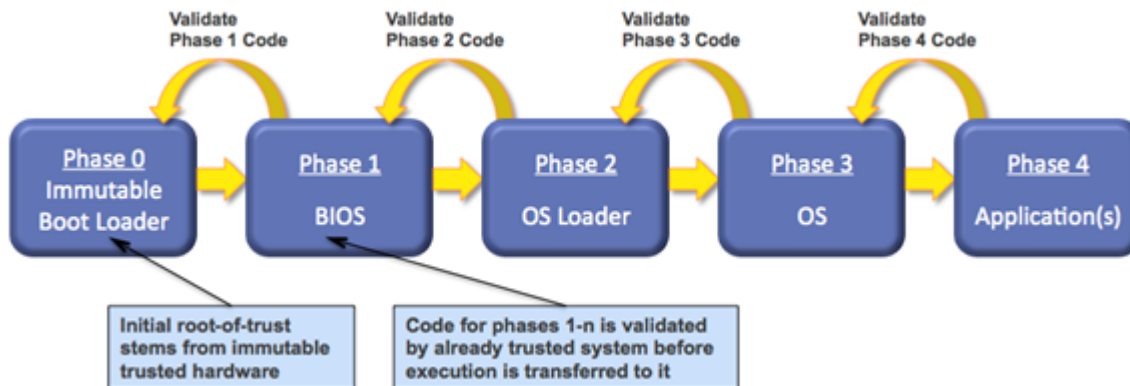 Validate
Phase 1 Code
Validate
Phase 2 Code
Validate
Phase 3 Code
Validate
Phase 4 Code
Phase 0
Immutable
Boot Loader
Phase 1
BIOS
Phase 2
OS Loader
Phase 3
OS
Phase 4
Application(s)
Initial root-of-trust
stems from immutable
trusted hardware
Code for phases 1-n is validated
by already trusted system before
execution is transferred to it